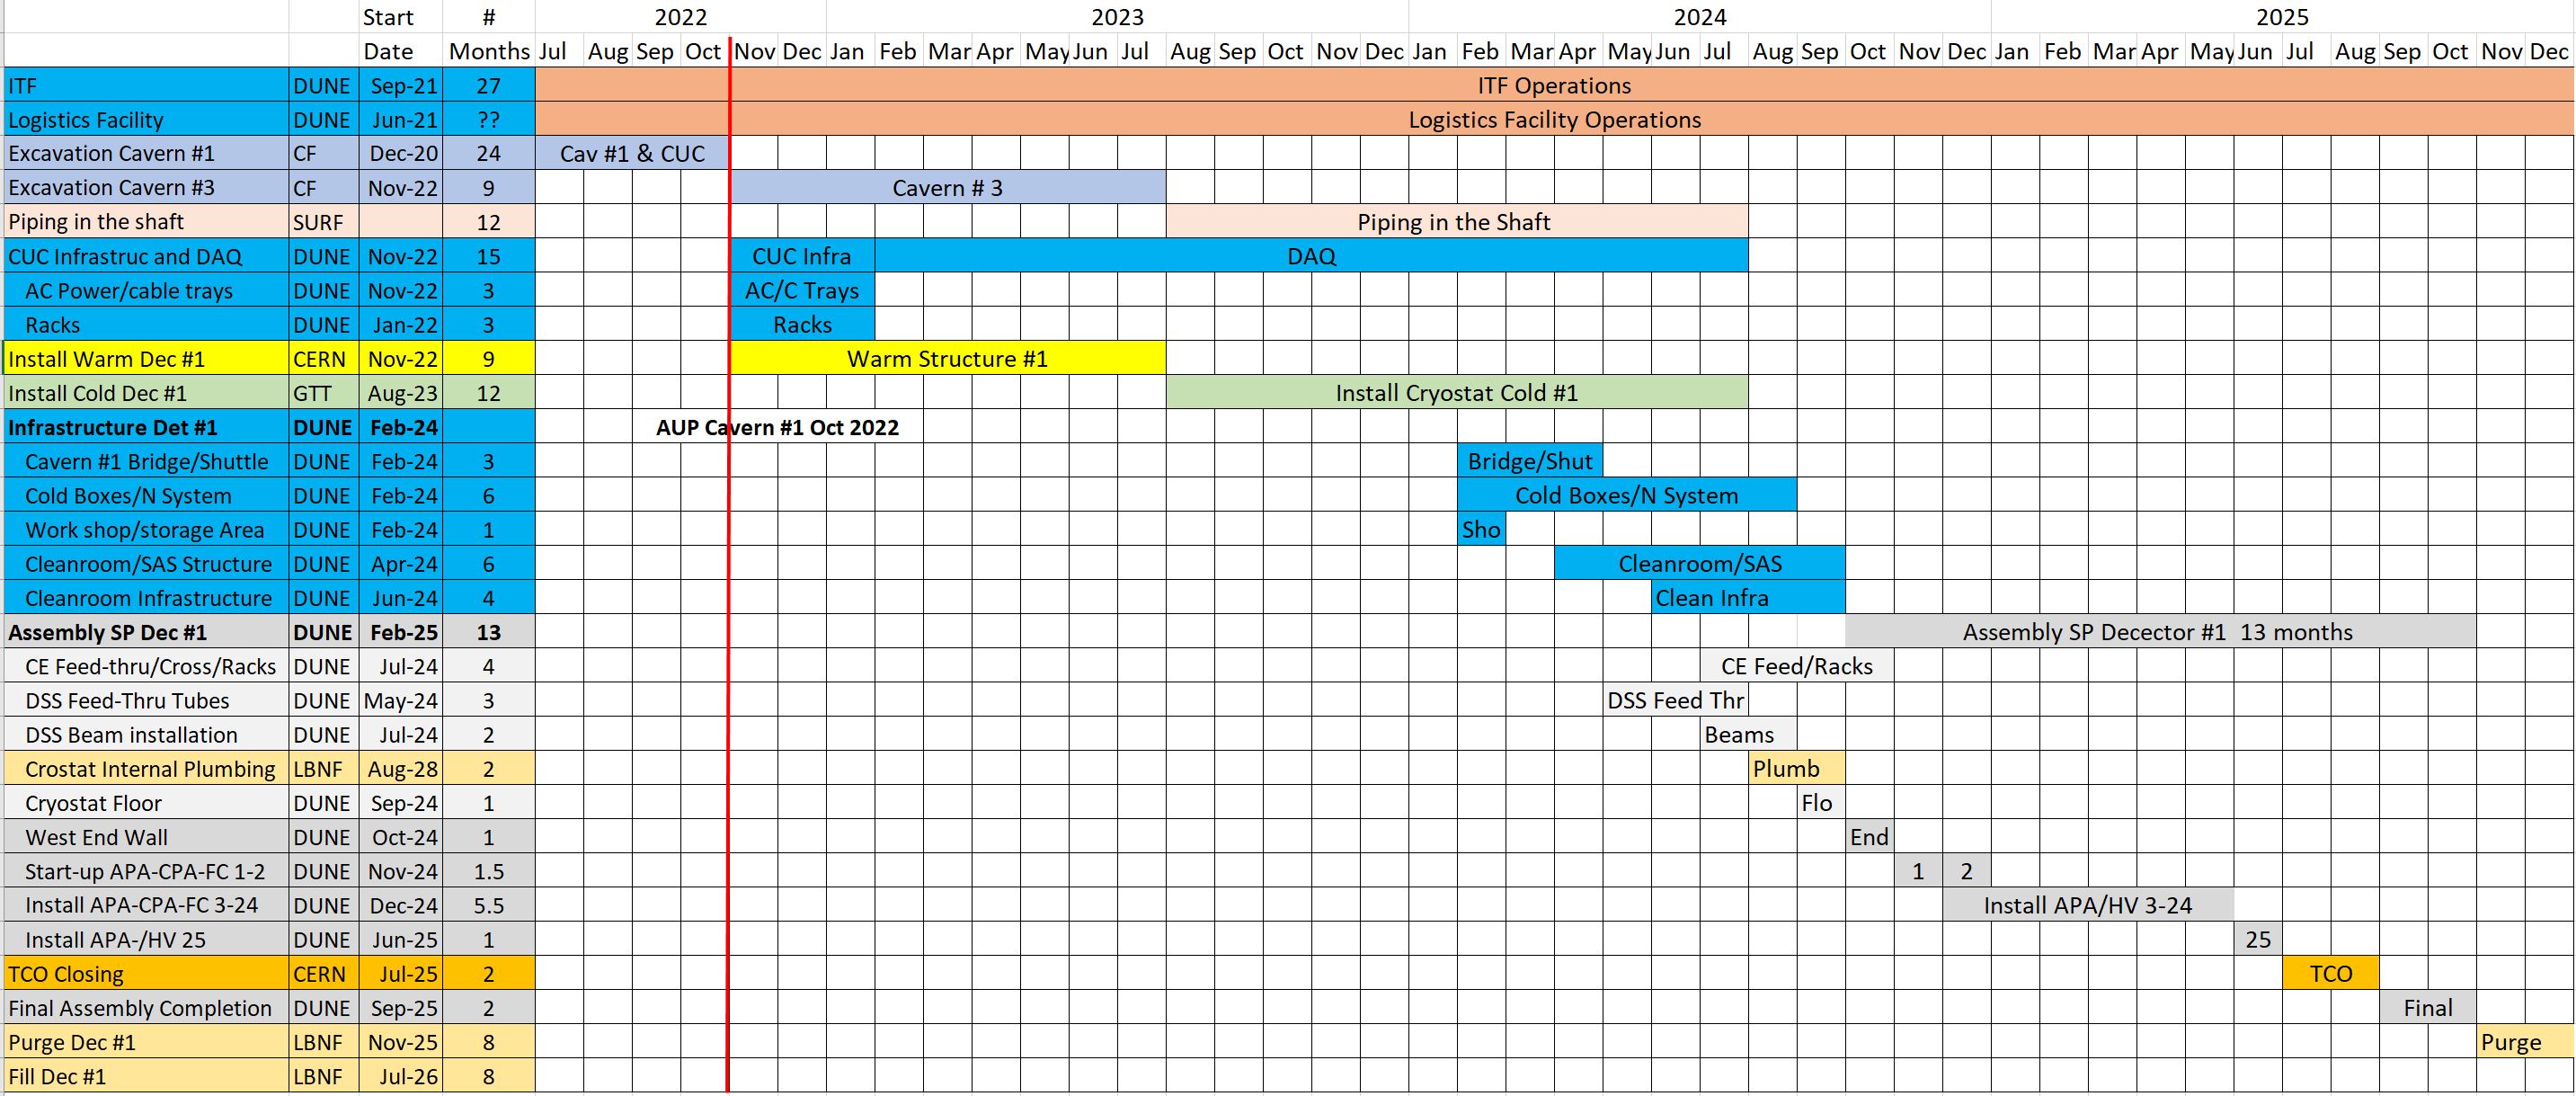 Start # 2022 2023 2024 2025
Date Months Jul Aug Sep Oct Nov Dec Jan Feb Mar Apr May Jun Jul Aug Sep Oct Nov Dec Jan Feb Mar Apr May Jun Jul Aug Sep Oct Nov Dec Jan Feb Mar Apr May Jun Jul Aug Sep Oct Nov Dec
ITF DUNE Sep-21 27 ITF Operations
Logistics Facility DUNE Jun-21 ?? Logistics Facility Operations
Excavation Cavern #1 CF Dec-20 24 Cav #1 & CUC
Excavation Cavern #3 CF Nov-22 9 Cavern # 3
Piping in the shaft SURF 12 Piping in the Shaft
CUC Infrastruc and DAQ DUNE Nov-22 15 CUC Infra DAQ
AC Power/cable trays DUNE Nov-22 3 AC/C Trays
Racks DUNE Jan-22 3 Racks
Install Warm Dec #1 CERN Nov-22 9 Warm Structure #1
Install Cold Dec #1 GTT Aug-23 12 Install Cryostat Cold #1
Infrastructure Det #1 DUNE Feb-24 AUP Cavern #1 Oct 2022
Cavern #1 Bridge/Shuttle DUNE Feb-24 3 Bridge/Shut
Cold Boxes/N System DUNE Feb-24 6 Cold Boxes/N System
Work shop/storage Area DUNE Feb-24 1 Sho
Cleanroom/SAS Structure DUNE Apr-24 6 Cleanroom/SAS
Cleanroom Infrastructure DUNE Jun-24 4 Clean Infra
Assembly SP Dec #1 DUNE Feb-25 13 Assembly SP Decector #1 13 months
CE Feed-thru/Cross/Racks DUNE Jul-24 4 CE Feed/Racks
DSS Feed-Thru Tubes DUNE May-24 3 DSS Feed Thr
DSS Beam installation DUNE Jul-24 2 Beams
Crostat Internal Plumbing LBNF Aug-28 2 Plumb
Cryostat Floor DUNE Sep-24 1 Flo
West End Wall DUNE Oct-24 1 End
Start-up APA-CPA-FC 1-2 DUNE Nov-24 1.5 1 2
Install APA-CPA-FC 3-24 DUNE Dec-24 5.5 Install APA/HV 3-24
Install APA-/HV 25 DUNE Jun-25 1 25
TCO Closing CERN Jul-25 2 TCO
Final Assembly Completion DUNE Sep-25 2 Final
Purge Dec #1 LBNF Nov-25 8 Purge
Fill Dec #1 LBNF Jul-26 8